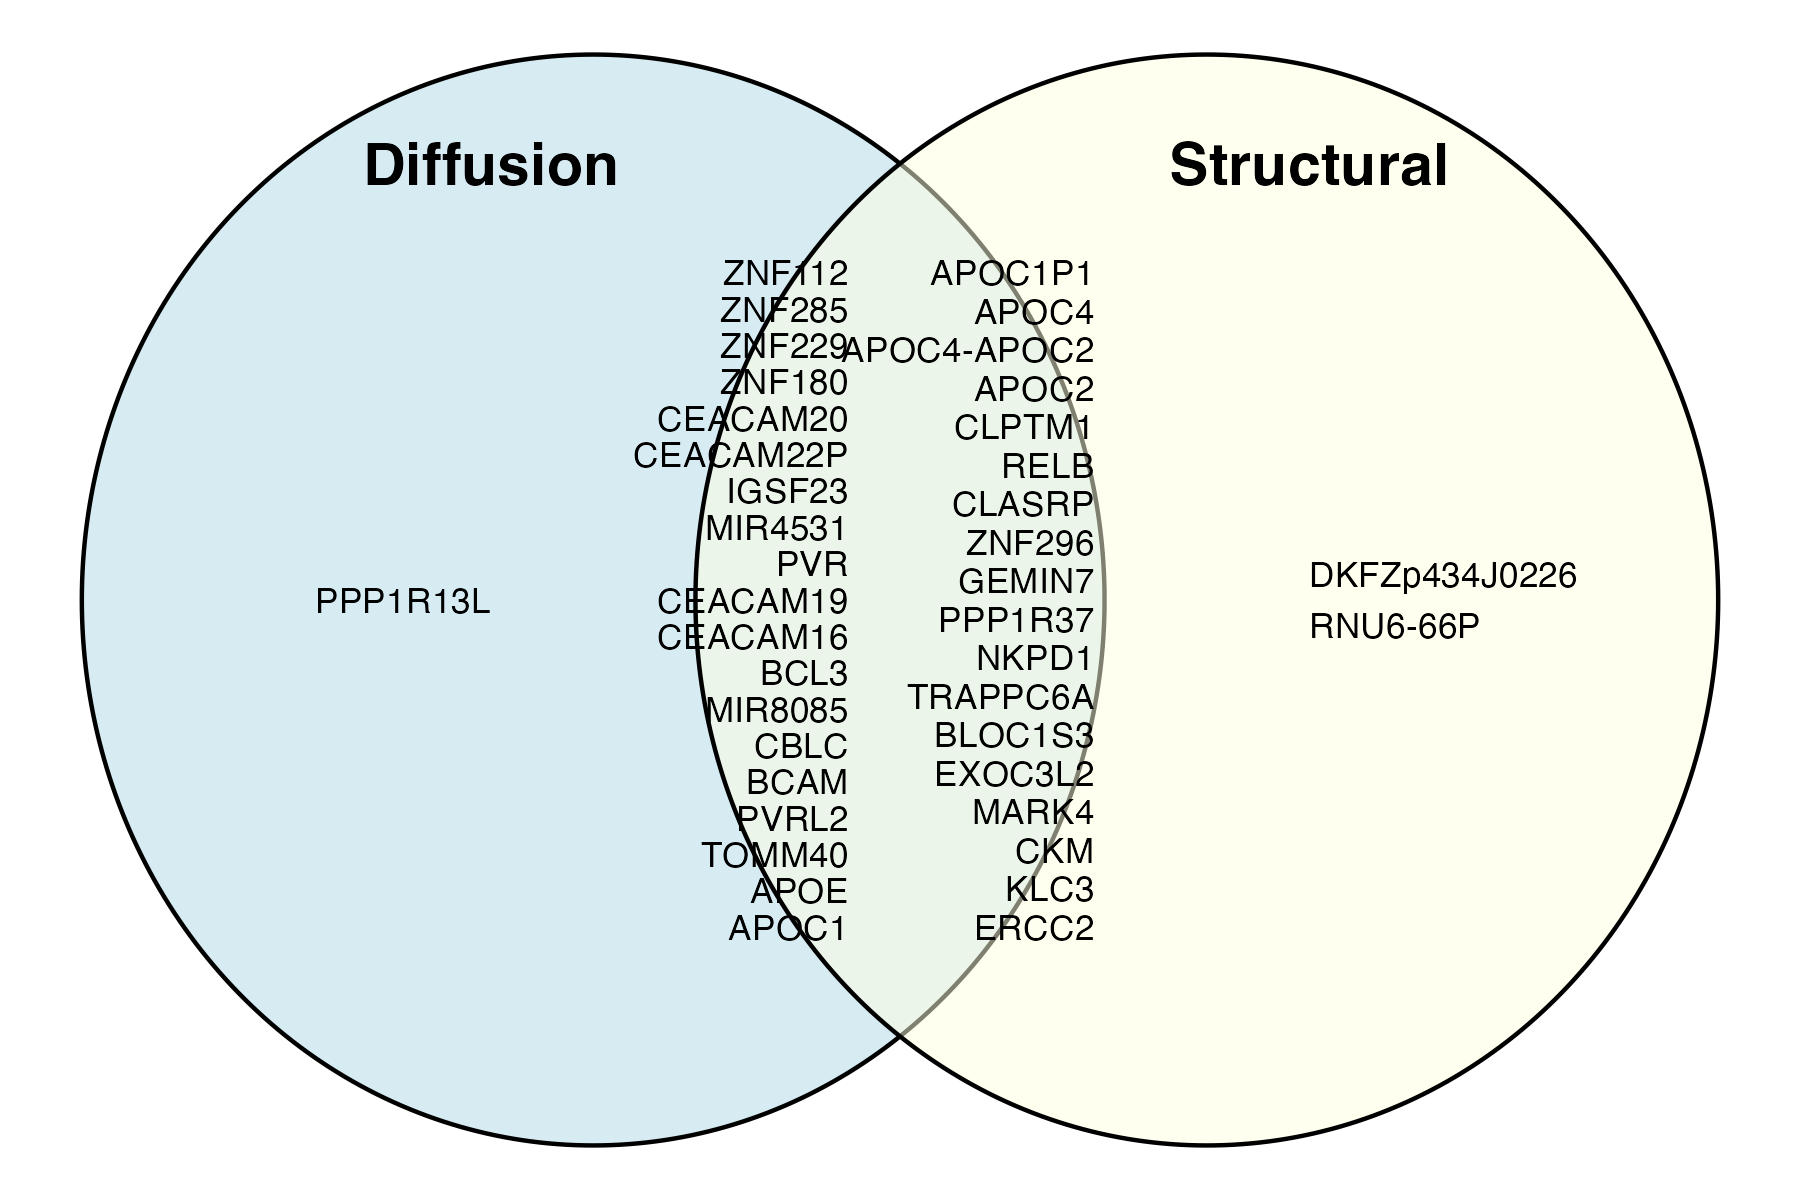 Diffusion
Structural
PPP1R13L
ZNF112
ZNF285
ZNF229
ZNF180
CEACAM20
CEACAM22P
IGSF23
MIR4531
PVR
CEACAM19
CEACAM16
BCL3
MIR8085
CBLC
BCAM
PVRL2
TOMM40
APOE
APOC1
APOC1P1
APOC4
APOC4-APOC2
APOC2
CLPTM1
RELB
CLASRP
ZNF296
GEMIN7
PPP1R37
NKPD1
TRAPPC6A
BLOC1S3
EXOC3L2
MARK4
CKM
KLC3
ERCC2
DKFZp434J0226
RNU6-66P